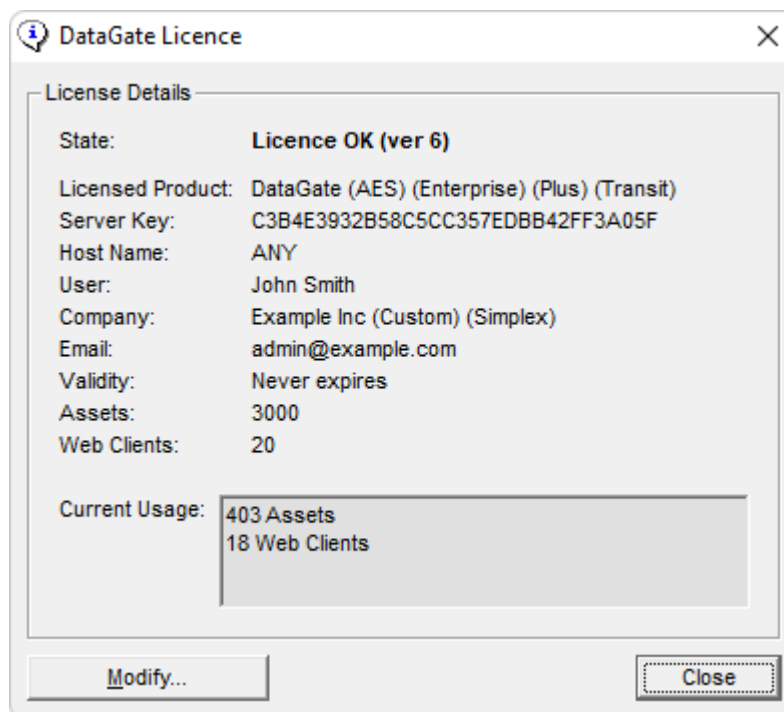 DataGate Licence
License Details
State: Licence OK (ver 6)
Licensed Product: DataGate (AES) (Enterprise) (Plus) (Transit)
Server Key: C3B4E3932B58C5CC357EDBB42FF3A05F
Host Name: ANY
User: John Smith
Company: Example Inc (Custom) (Simplex)
Email: admin@example.com
Validity: Never expires
Assets: 3000
Web Clients: 20
Current Usage: 403 Assets
18 Web Clients
Modify... Close